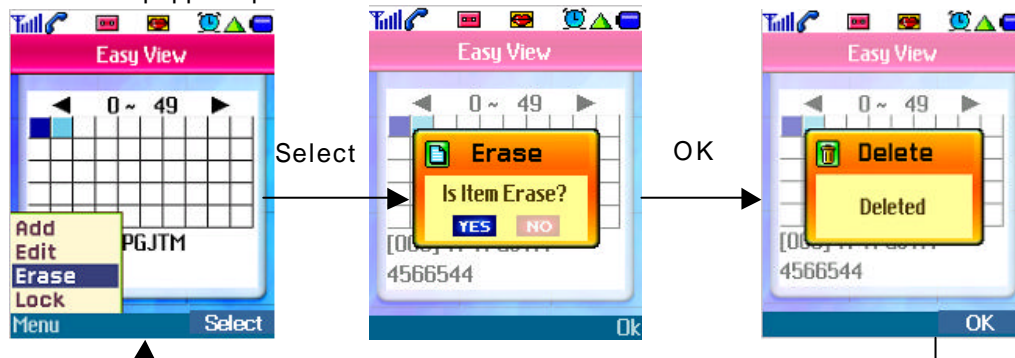 Easy View
0 ~ 49
PGJTM
Add
Edit
Erase
Lock
Menu
Select
Select
Easy View
0 ~ 49
Erase
Is Item Erase?
YES
NO
4566544
Ok
OK
Easy View
0 ~ 49
Delete
Deleted
4566544
OK